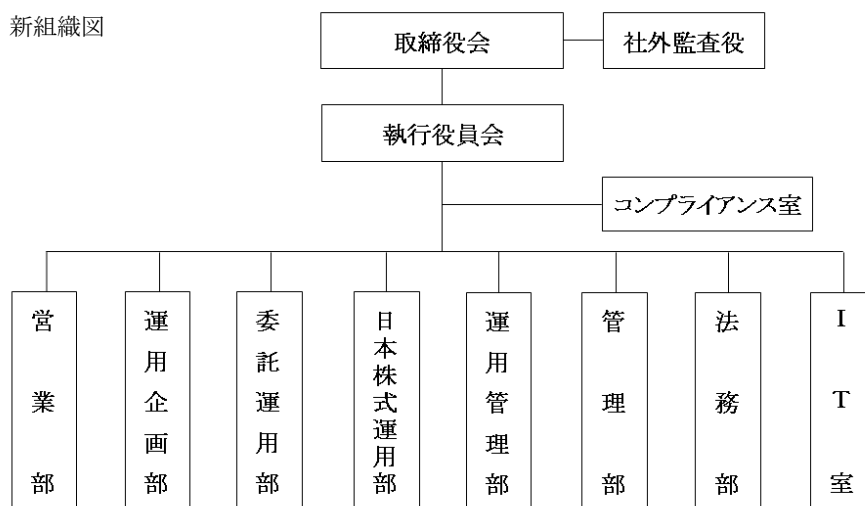 新組織図
取締役会
社外監査役
執行役員会
コンプライアンス室
営業部
運用企画部
委託運用部
日本株式運用部
運用管理部
管理部
法務部
IT室